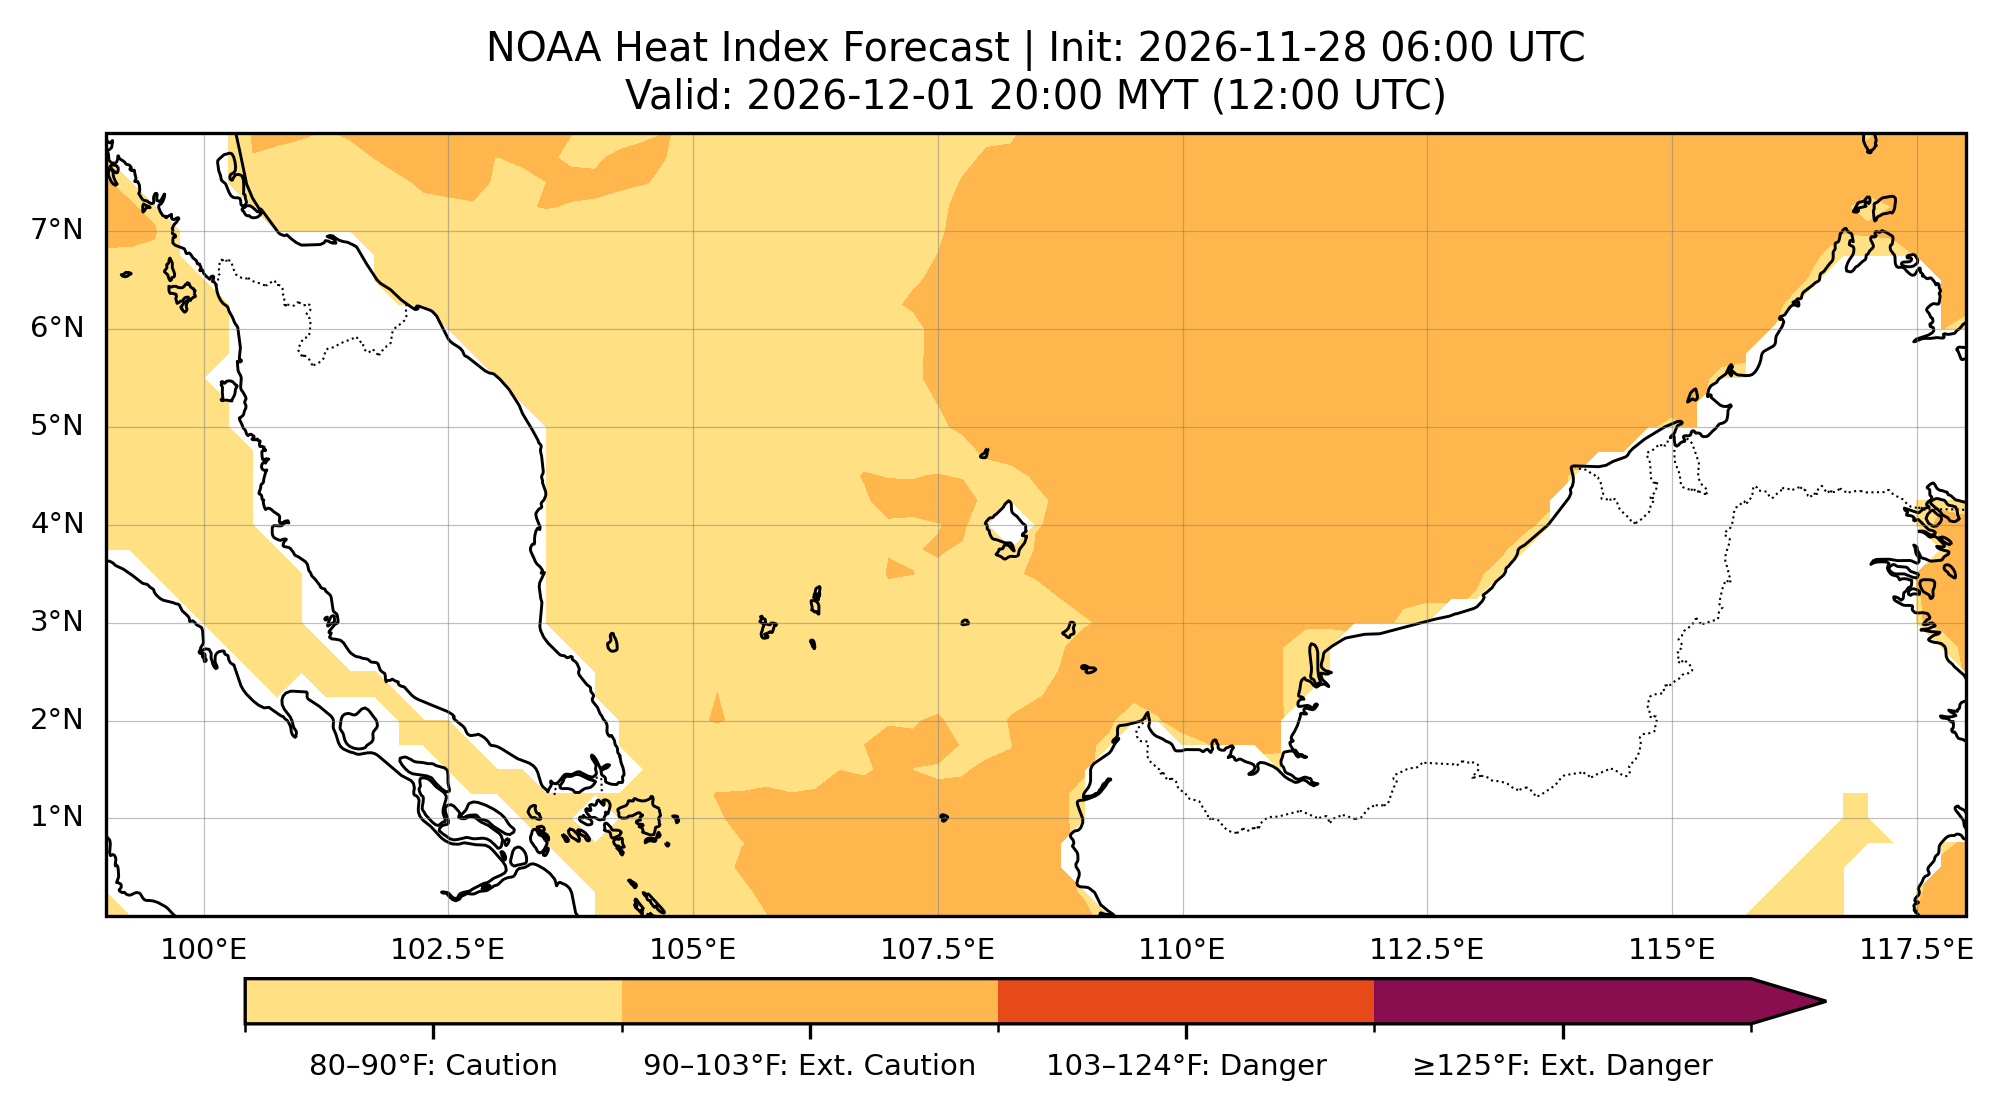 NOAA Heat Index Forecast | Init: 2026-11-28 06:00 UTC
Valid: 2026-12-01 20:00 MYT (12:00 UTC)
7°N
6°N
5°N
4°N
3°N
2°N
1°N
100°E
102.5°E
105°E
107.5°E
110°E
112.5°E
115°E
117.5°E
80–90°F: Caution
90–103°F: Ext. Caution
103–124°F: Danger
≥125°F: Ext. Danger